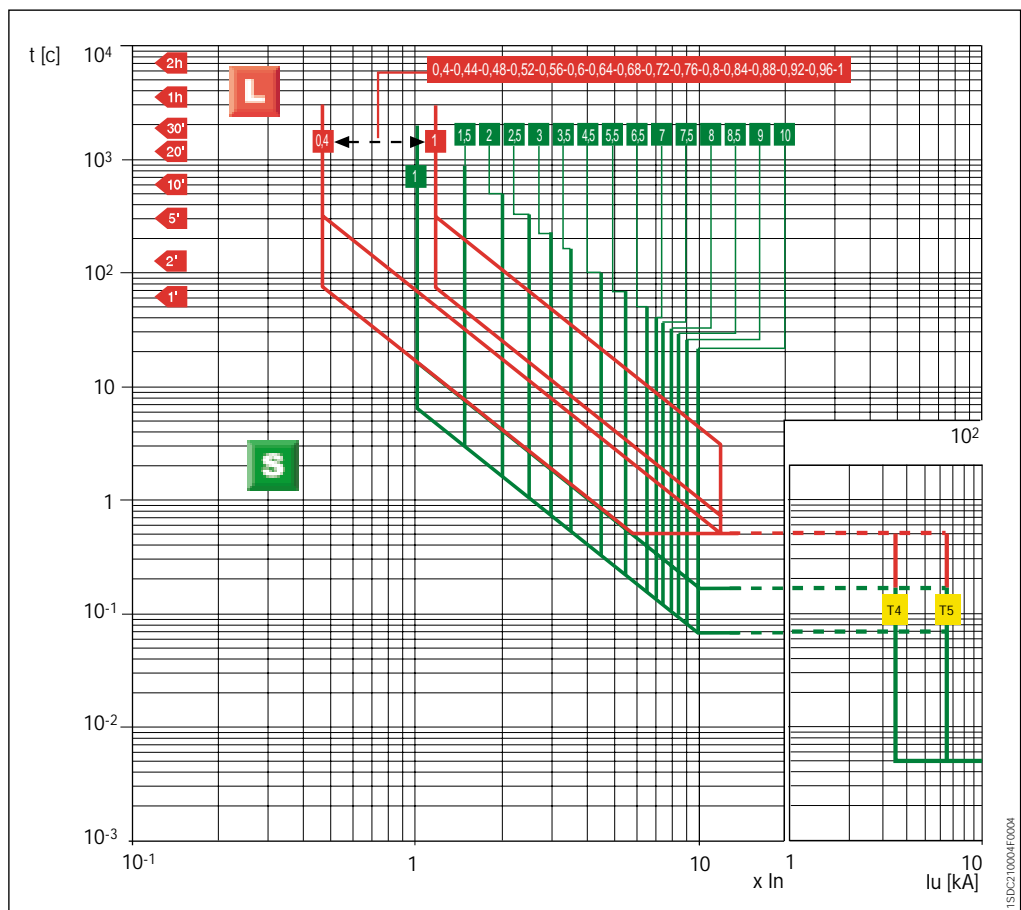 t [c]
10⁴
2h
L
0,4-0,44-0,48-0,52-0,56-0,6-0,64-0,68-0,72-0,76-0,8-0,84-0,88-0,92-0,96-1
1h
30'
0,4
1
1,5 2 2,5 3 3,5 4,5 5,5 6,5 7 7,5 8 8,5 9 10
20'
10³
10'
1
5'
2'
10²
1'
10
10²
S
1
10⁻¹
T4 T5
10⁻²
10⁻³
10⁻¹ 1 10 1 10
x In Iu [kA]
1SDC210004F0004